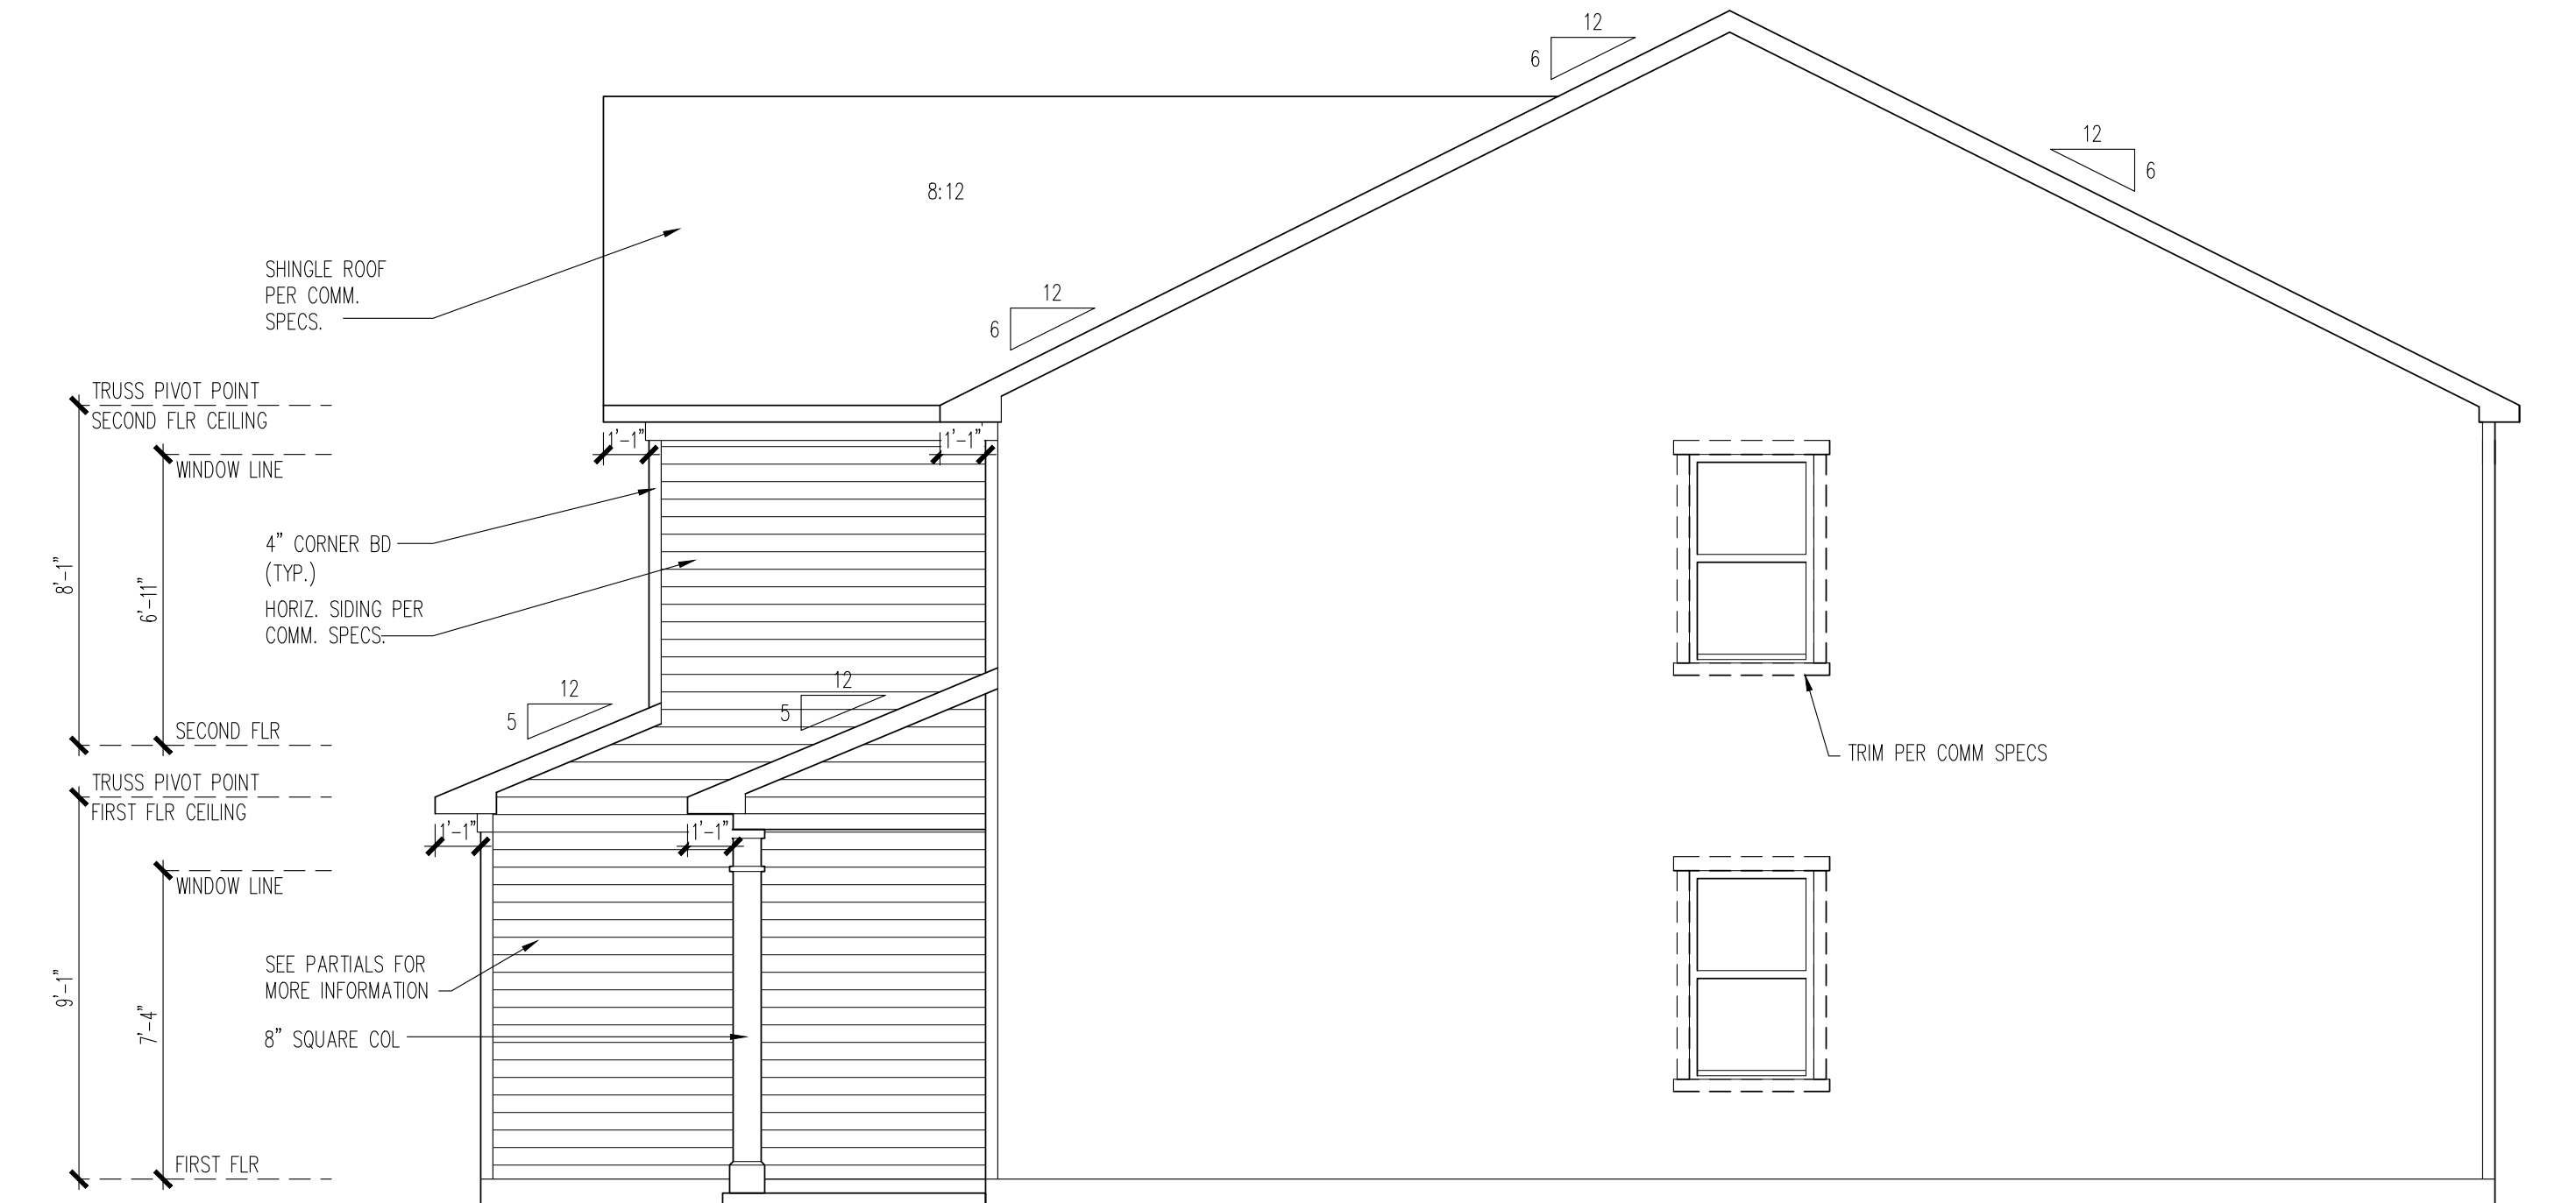 12
6
12
6
8:12
SHINGLE ROOF
PER COMM.
SPECS.
12
6
TRUSS PIVOT POINT
SECOND FLR CEILING
1'-1"
1'-1"
WINDOW LINE
4" CORNER BD
(TYP.)
8'-1"
6'-11"
HORIZ. SIDING PER
COMM. SPECS.
12
5
12
5
SECOND FLR
TRIM PER COMM SPECS
TRUSS PIVOT POINT
FIRST FLR CEILING
1'-1"
1'-1"
WINDOW LINE
SEE PARTIALS FOR
MORE INFORMATION
9'-1"
7'-4"
8" SQUARE COL
FIRST FLR